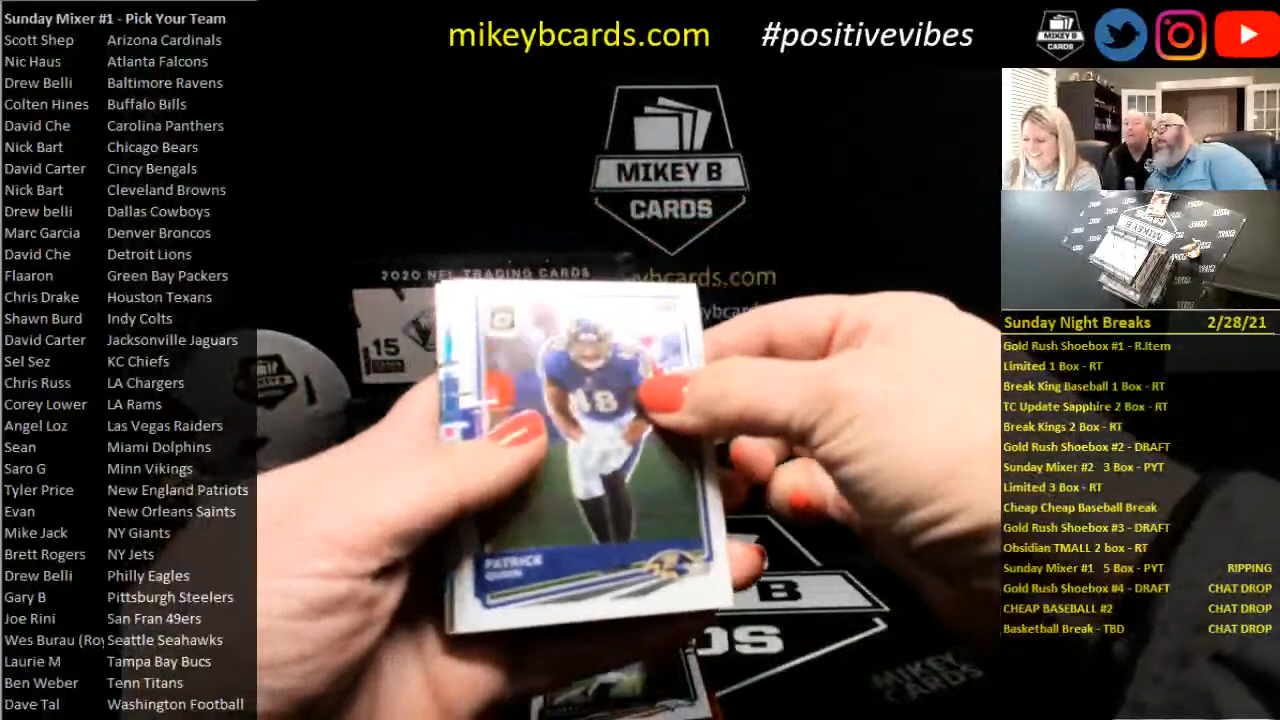 Sunday Mixer #1 - Pick Your Team
Scott Shep Arizona Cardinals
Nic Haus Atlanta Falcons
Drew Belli Baltimore Ravens
Colten Hines Buffalo Bills
David Che Carolina Panthers
Nick Bart Chicago Bears
David Carter Cincy Bengals
Nick Bart Cleveland Browns
Drew belli Dallas Cowboys
Marc Garcia Denver Broncos
David Che Detroit Lions
Flaaron Green Bay Packers
Chris Drake Houston Texans
Shawn Burd Indy Colts
David Carter Jacksonville Jaguars
Sel Sez KC Chiefs
Chris Russ LA Chargers
Corey Lower LA Rams
Angel Loz Las Vegas Raiders
Sean Miami Dolphins
Saro G Minn Vikings
Tyler Price New England Patriots
Evan New Orleans Saints
Mike Jack NY Giants
Brett Rogers NY Jets
Drew Belli Philly Eagles
Gary B Pittsburgh Steelers
Joe Rini San Fran 49ers
Wes Burau (Roy Seattle Seahawks
Laurie M Tampa Bay Bucs
Ben Weber Tenn Titans
Dave Tal Washington Football
mikeybcards.com #positivevibes
MIKEY B
CARDS
MIKEY B
CARDS
2020 NFL TRADING CARDS
ybcards.com
15
48
PATRICK
QUEEN
B
DS
MIKEY
CARDS
MIKEY B
Sunday Night Breaks 2/28/21
Gold Rush Shoebox #1 - R.Item
Limited 1 Box - RT
Break King Baseball 1 Box - RT
TC Update Sapphire 2 Box - RT
Break Kings 2 Box - RT
Gold Rush Shoebox #2 - DRAFT
Sunday Mixer #2 3 Box - PYT
Limited 3 Box - RT
Cheap Cheap Baseball Break
Gold Rush Shoebox #3 - DRAFT
Obsidian TMALL 2 box - RT
Sunday Mixer #1 5 Box - PYT RIPPING
Gold Rush Shoebox #4 - DRAFT CHAT DROP
CHEAP BASEBALL #2 CHAT DROP
Basketball Break - TBD CHAT DROP